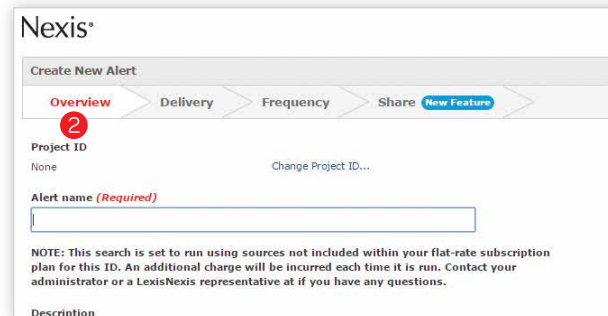 Nexis®
Create New Alert
Overview Delivery Frequency Share New Feature
2
Project ID
None Change Project ID...
Alert name (Required)
NOTE: This search is set to run using sources not included within your flat-rate subscription
plan for this ID. An additional charge will be incurred each time it is run. Contact your
administrator or a LexisNexis representative at if you have any questions.
Description